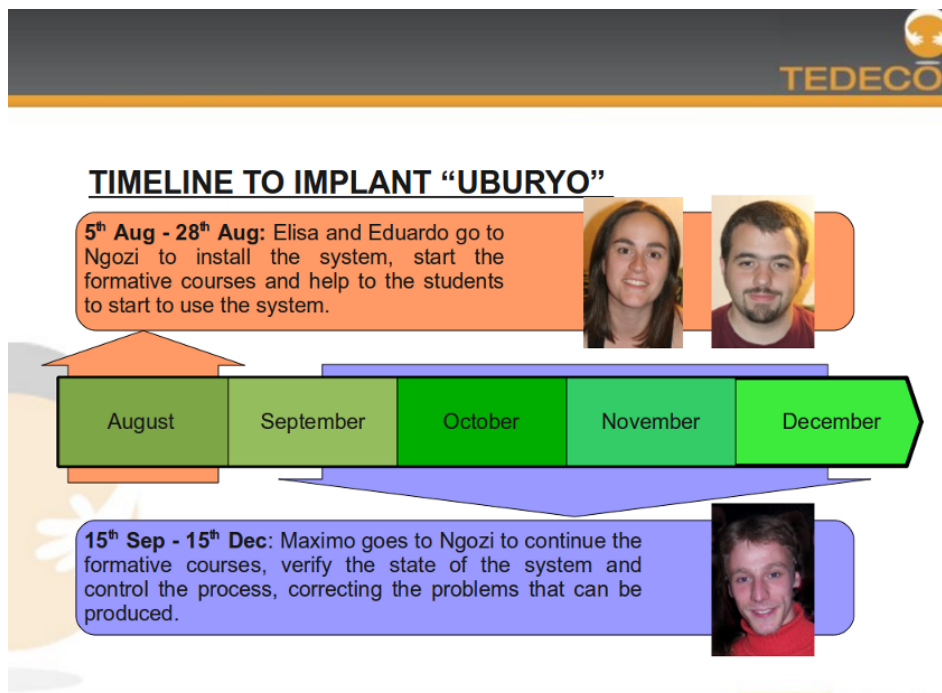 TEDECO
TIMELINE TO IMPLANT “UBURYO”
5th Aug - 28th Aug: Elisa and Eduardo go to
Ngozi to install the system, start the
formative courses and help to the students
to start to use the system.
August September October November December
15th Sep - 15th Dec: Maximo goes to Ngozi to continue the
formative courses, verify the state of the system and
control the process, correcting the problems that can be
produced.